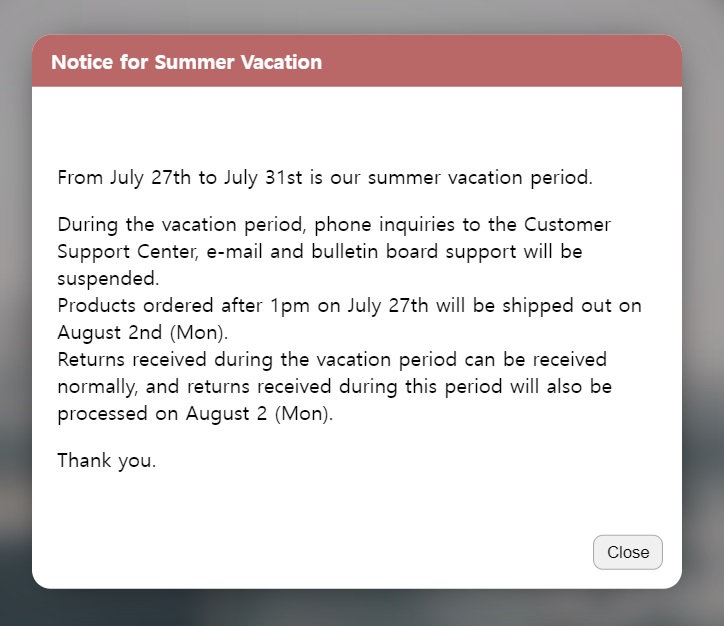 Notice for Summer Vacation
From July 27th to July 31st is our summer vacation period.
During the vacation period, phone inquiries to the Customer
Support Center, e-mail and bulletin board support will be
suspended.
Products ordered after 1pm on July 27th will be shipped out on
August 2nd (Mon).
Returns received during the vacation period can be received
normally, and returns received during this period will also be
processed on August 2 (Mon).
Thank you.
Close